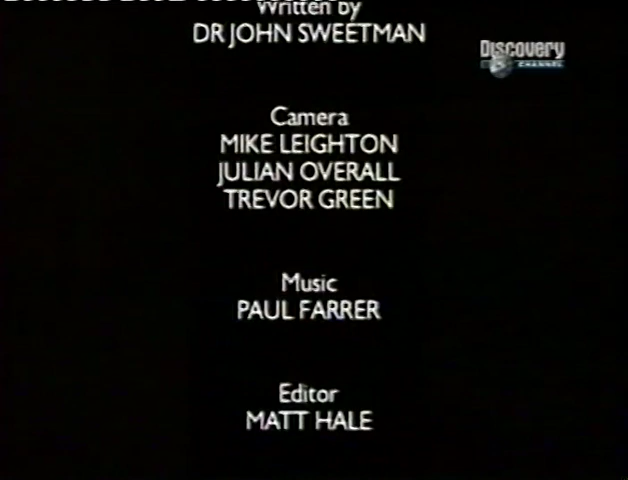 Written by
DR JOHN SWEETMAN
Discovery
CHANNEL
Camera
MIKE LEIGHTON
JULIAN OVERALL
TREVOR GREEN
Music
PAUL FARRER
Editor
MATT HALE